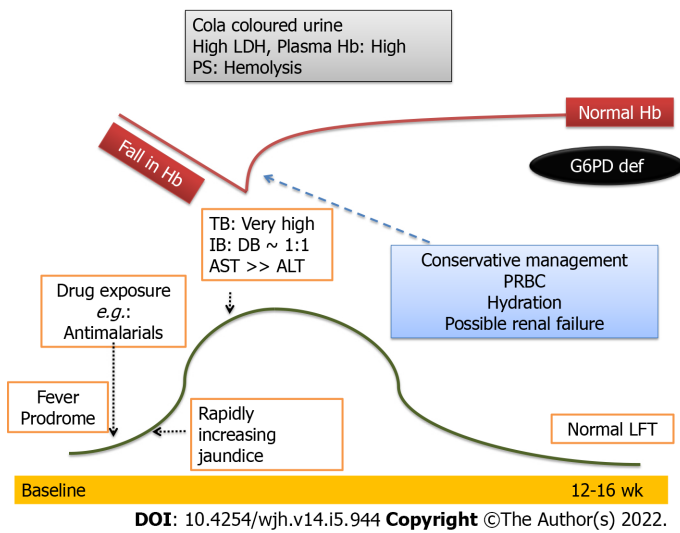 Cola coloured urine
High LDH, Plasma Hb: High
PS: Hemolysis
Normal Hb
Fall in Hb
G6PD def
TB: Very high
IB: DB ~ 1:1
AST >> ALT
Conservative management
PRBC
Hydration
Possible renal failure
Drug exposure
e.g.:
Antimalarials
Fever
Prodrome
Rapidly
increasing
jaundice
Normal LFT
Baseline
12-16 wk
DOI: 10.4254/wjh.v14.i5.944 Copyright ©The Author(s) 2022.